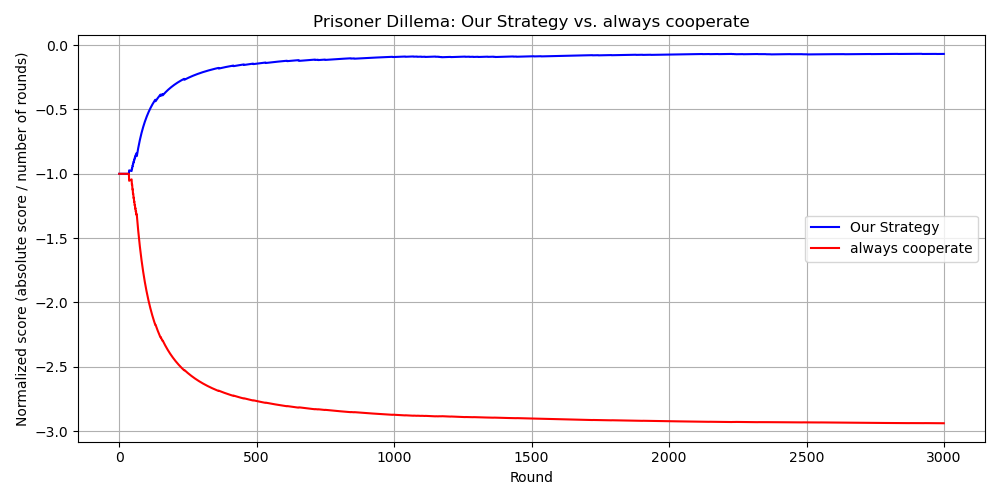 Prisoner Dillema: Our Strategy vs. always cooperate
Normalized score (absolute score / number of rounds)
0.0
−0.5
−1.0
−1.5
−2.0
−2.5
−3.0
Our Strategy
always cooperate
0 500 1000 1500 2000 2500 3000
Round